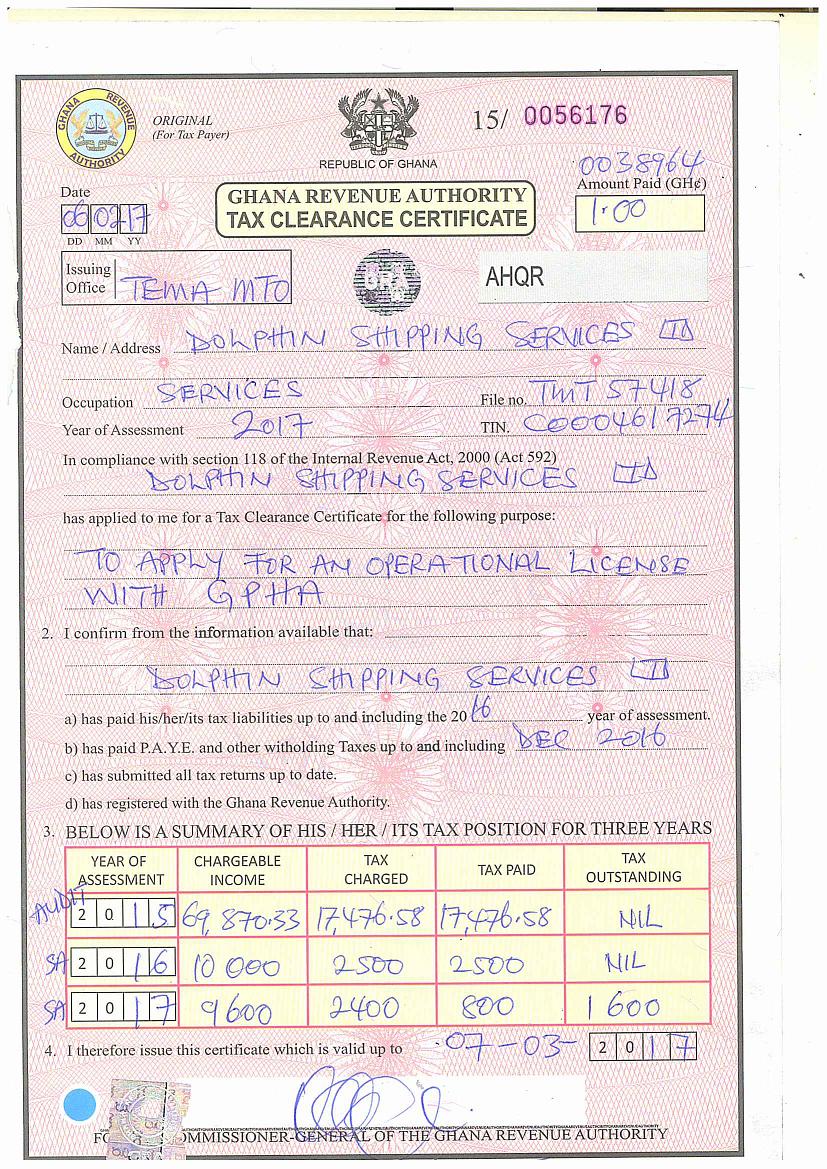 GHANA REVENUE AUTHORITY
ORIGINAL
(For Tax Payer)
REPUBLIC OF GHANA
15/ 0056176
0038964
Date
06 02 17
DD MM YY
GHANA REVENUE AUTHORITY
TAX CLEARANCE CERTIFICATE
Amount Paid (GH¢)
1.00
Issuing Office TEMA MTO
GRA
AHQR
Name / Address DOLPHIN SHIPPING SERVICES LTD
Occupation SERVICES File no. TMT 57418
Year of Assessment 2017 TIN. C0004617274
In compliance with section 118 of the Internal Revenue Act, 2000 (Act 592)
DOLPHIN SHIPPING SERVICES LTD
has applied to me for a Tax Clearance Certificate for the following purpose:
TO APPLY FOR AN OPERATIONAL LICENSE
WITH GPHA
2. I confirm from the information available that:
DOLPHIN SHIPPING SERVICES LTD
a) has paid his/her/its tax liabilities up to and including the 2016 year of assessment.
b) has paid P.A.Y.E. and other witholding Taxes up to and including DEC 2016
c) has submitted all tax returns up to date.
d) has registered with the Ghana Revenue Authority.
3. BELOW IS A SUMMARY OF HIS / HER / ITS TAX POSITION FOR THREE YEARS
YEAR OF ASSESSMENT CHARGEABLE INCOME TAX CHARGED TAX PAID TAX OUTSTANDING
AUDIT 2015 69,870.33 17,476.58 17,476.58 NIL
SA 2016 10 000 2500 2500 NIL
SA 2017 9600 2400 800 1600
4. I therefore issue this certificate which is valid up to 07-03- 2017
COMMISSIONER-GENERAL OF THE GHANA REVENUE AUTHORITY